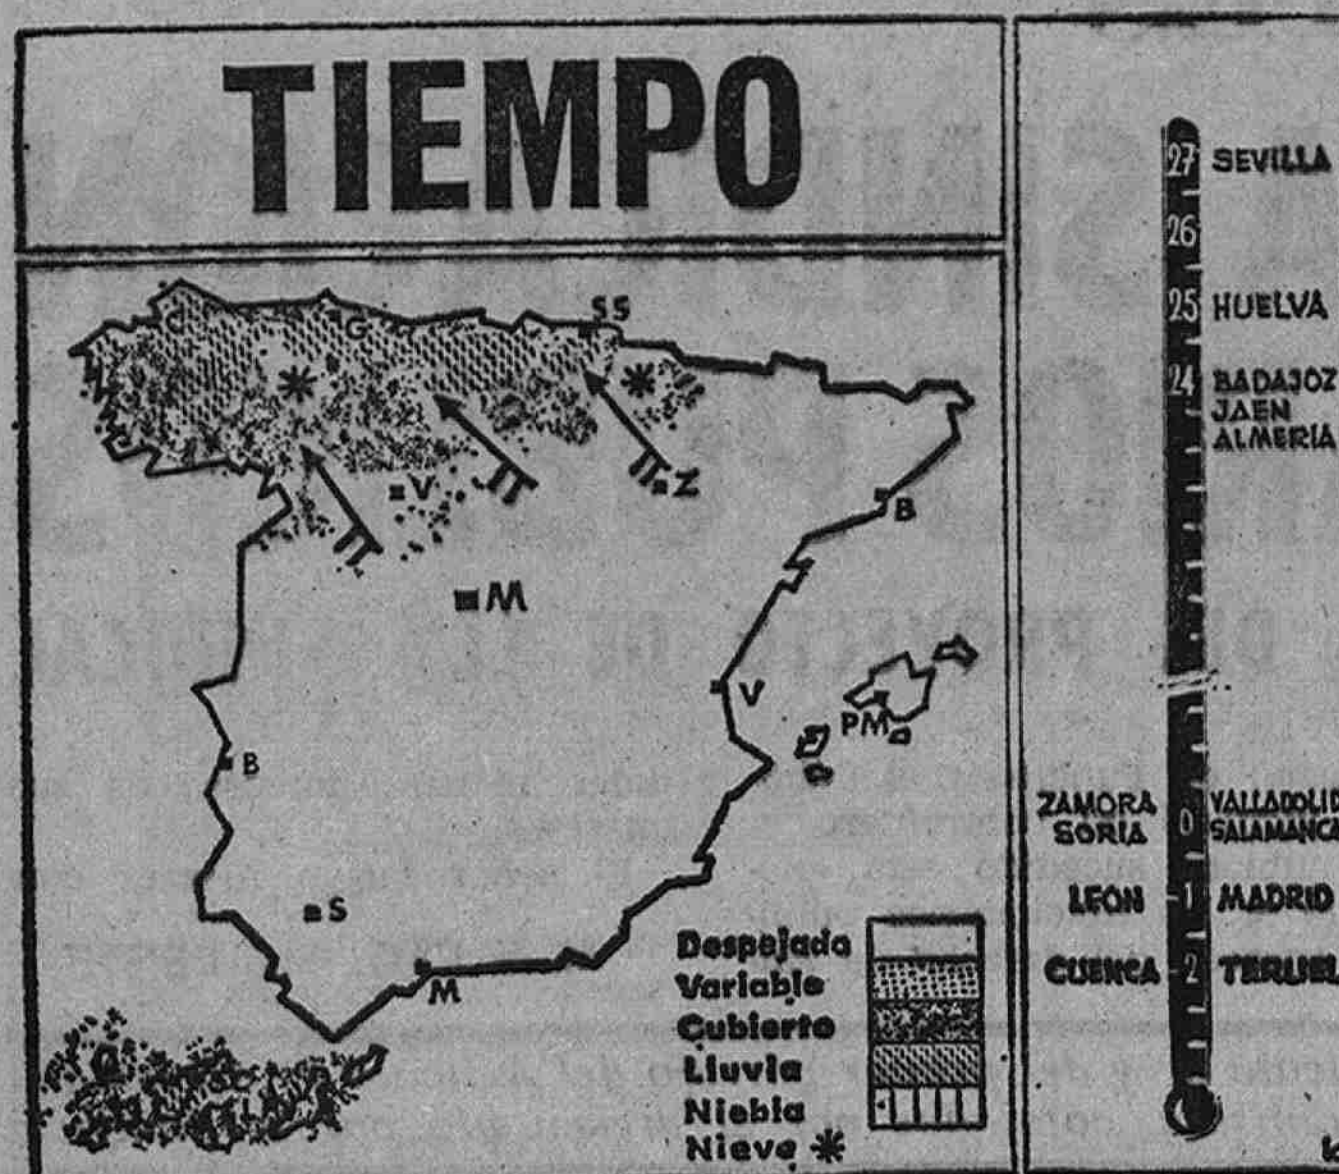 TIEMPO
C
G
SS
V
Z
B
M
V
PM
B
S
M
Despejado
Variable
Cubierto
Lluvia
Niebla
Nieve
27 SEVILLA
26
25 HUELVA
24 BADAJOZ
JAEN
ALMERIA
ZAMORA 0 VALLADOLID
SORIA SALAMANCA
LEON -1 MADRID
CUENCA -2 TERUEL